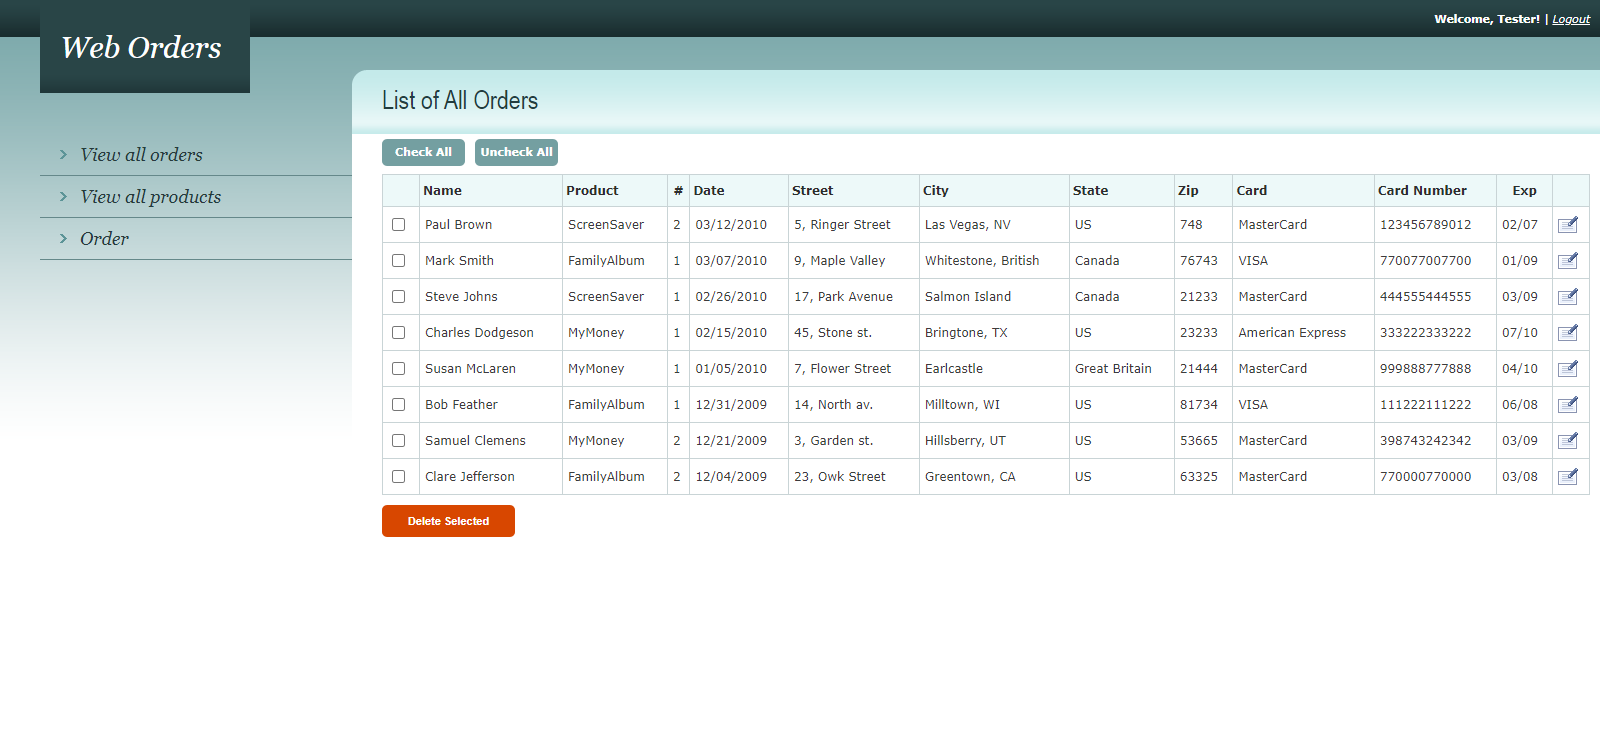 Welcome, Tester! | Logout
Web Orders
List of All Orders
View all orders
View all products
Order
Check All Uncheck All
Name Product # Date Street City State Zip Card Card Number Exp
Paul Brown ScreenSaver 2 03/12/2010 5, Ringer Street Las Vegas, NV US 748 MasterCard 123456789012 02/07
Mark Smith FamilyAlbum 1 03/07/2010 9, Maple Valley Whitestone, British Canada 76743 VISA 770077007700 01/09
Steve Johns ScreenSaver 1 02/26/2010 17, Park Avenue Salmon Island Canada 21233 MasterCard 444555444555 03/09
Charles Dodgeson MyMoney 1 02/15/2010 45, Stone st. Bringtone, TX US 23233 American Express 333222333222 07/10
Susan McLaren MyMoney 1 01/05/2010 7, Flower Street Earlcastle Great Britain 21444 MasterCard 999888777888 04/10
Bob Feather FamilyAlbum 1 12/31/2009 14, North av. Milltown, WI US 81734 VISA 111222111222 06/08
Samuel Clemens MyMoney 2 12/21/2009 3, Garden st. Hillsberry, UT US 53665 MasterCard 398743242342 03/09
Clare Jefferson FamilyAlbum 2 12/04/2009 23, Owk Street Greentown, CA US 63325 MasterCard 770000770000 03/08
Delete Selected